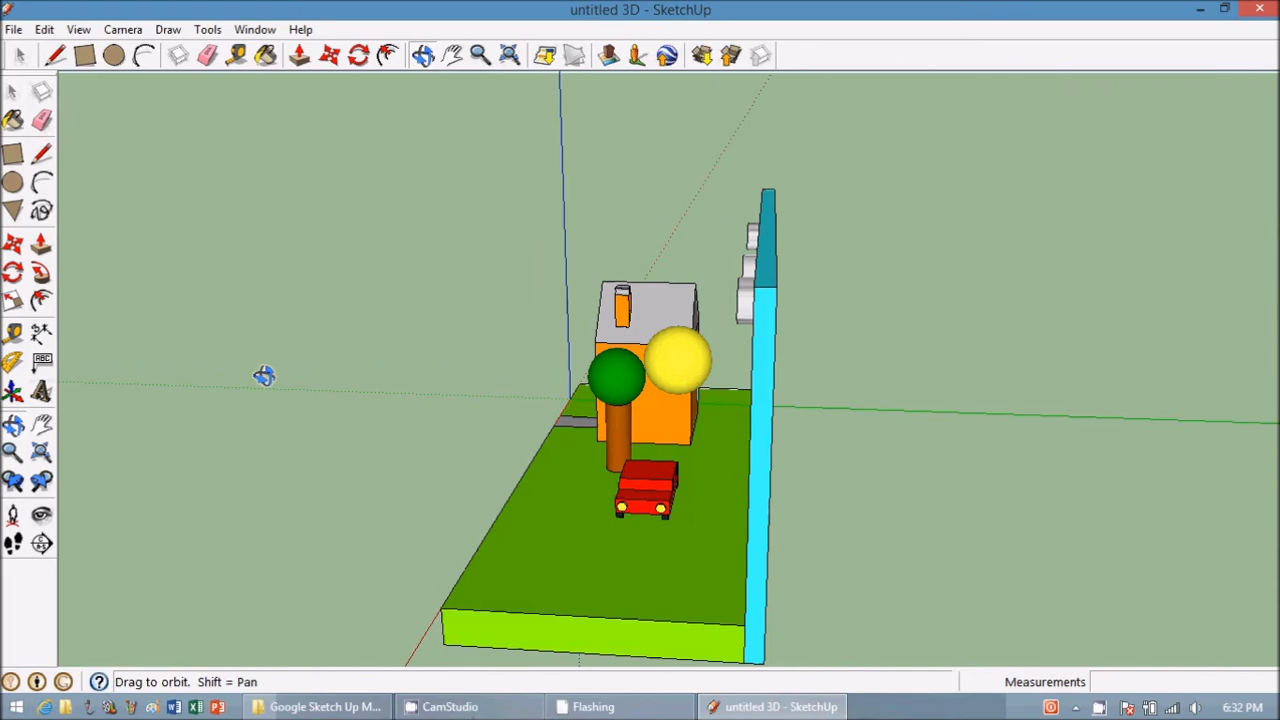 untitled 3D - SketchUp
File Edit View Camera Draw Tools Window Help
ABC
A
Drag to orbit. Shift = Pan
Measurements
Google Sketch Up M...
CamStudio
Flashing
untitled 3D - SketchUp
6:32 PM